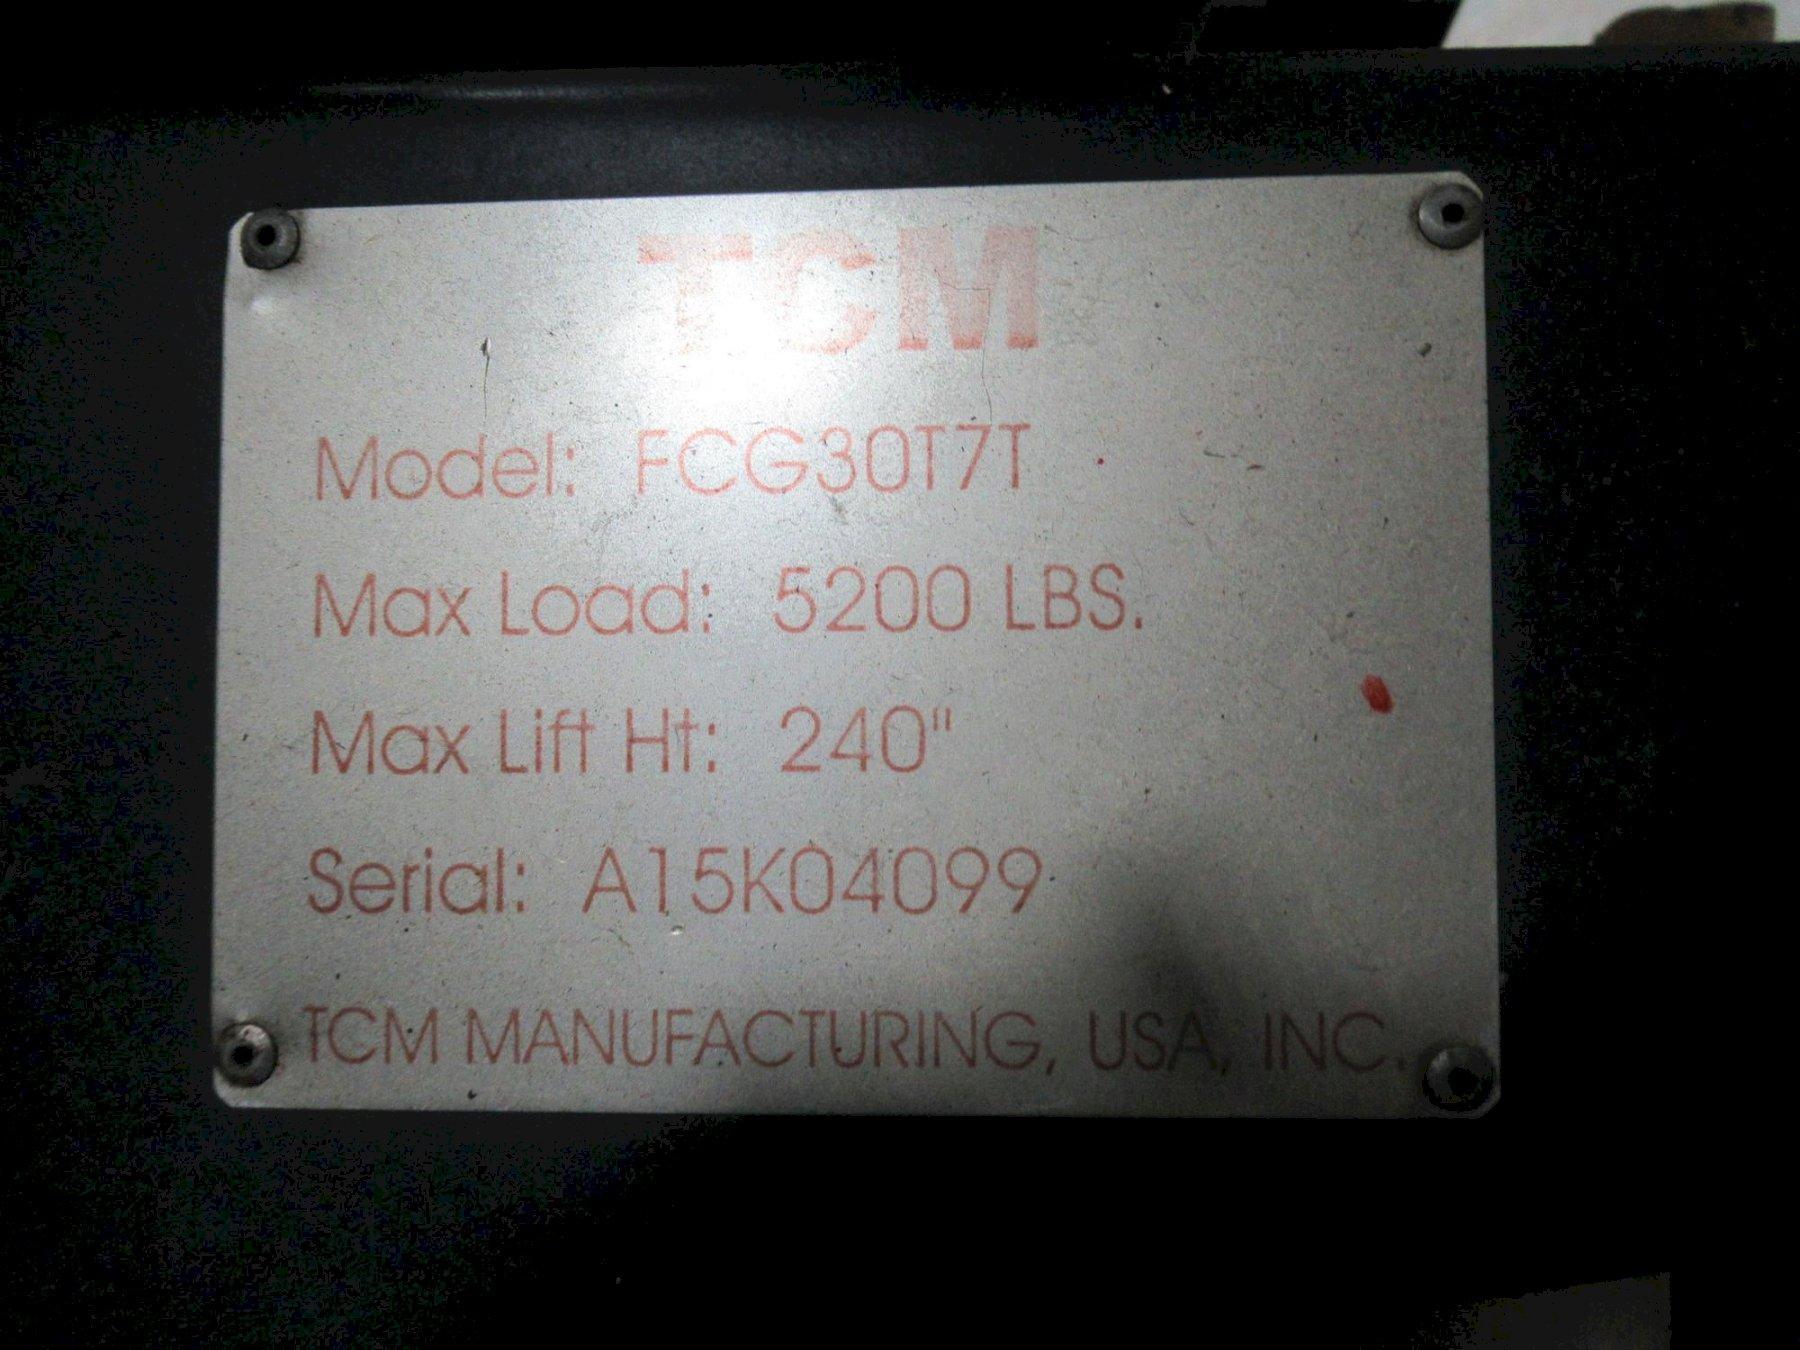 TCM
Model: FCG30T7T
Max Load: 5200 LBS.
Max Lift Ht: 240"
Serial: A15K04099
TCM MANUFACTURING, USA, INC.